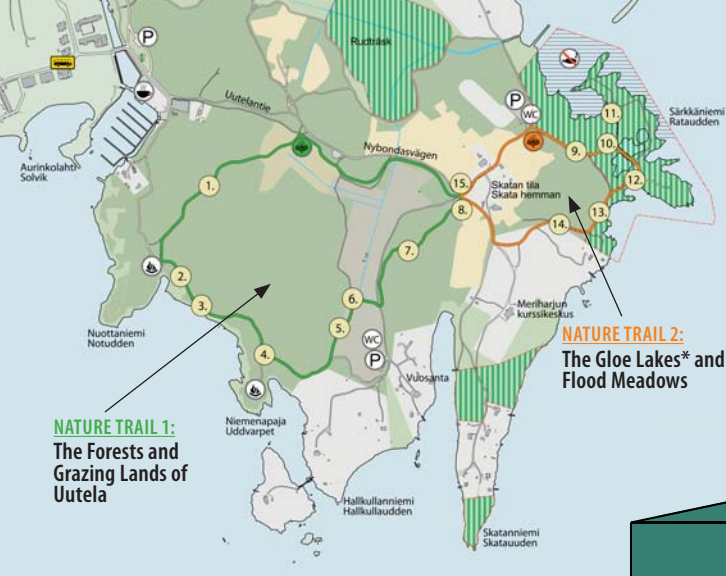 P
Rudträsk
Uutelantie
Nybondasvägen
P
WC
Särkkäniemi
Rataudden
Aurinkolahti
Solvik
1.
2.
3.
4.
5.
6.
7.
8.
9.
10.
11.
12.
13.
14.
15.
Skatan tila
Skata hemman
Nuottaniemi
Notudden
WC
P
Meriharjun
kurssikeskus
Vuosanta
Niemenapaja
Uddvarpet
Hallkullanniemi
Hallkullaudden
Skatanniemi
Skatauuden
NATURE TRAIL 1:
The Forests and
Grazing Lands of
Uutela
NATURE TRAIL 2:
The Gloe Lakes* and
Flood Meadows